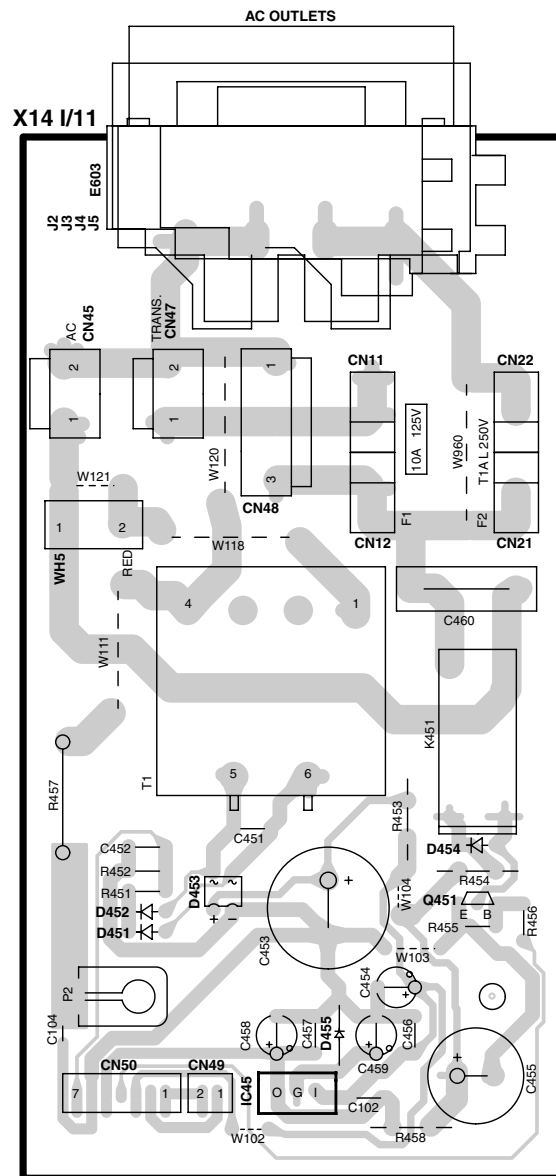 AC OUTLETS
X14 I/11
E603
J2
J3
J4
J5
AC
CN45
TRANS.
CN47
CN11
CN22
2
2
1
1
1
3
W120
10A 125V
W960
T1A L 250V
W121
CN48
F1
F2
1
2
CN12
CN21
WH5
RED
W118
4
1
C460
W111
K451
R457
T1
5
6
R453
C451
C452
D454
R452
D453
R454
R451
W104
Q451
D452
E B
R456
D451
R455
C453
W103
P2
C454
C104
C458
C457
D455
C456
C459
C455
CN50
CN49
IC45
7
1
2
1
O G I
C102
W102
R458